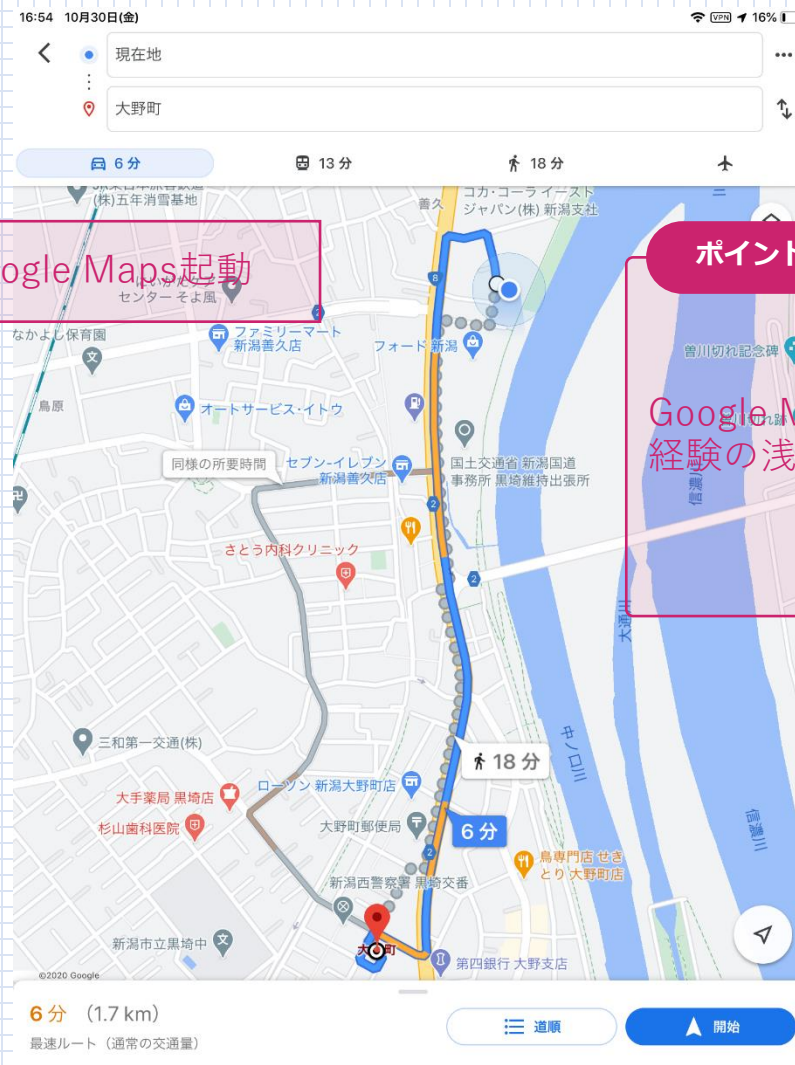 16:54 10月30日(金)
VPN 16%
現在地
大野町
6 分
13 分
18 分
(株)五年消雪基地
善久
コカ・コーラ イースト
ジャパン(株) 新潟支社
ogle Maps起動
ポイント
センター そよ風
8
2
なかよし保育園
ファミリーマート
新潟善久店
フォード 新潟
曽川切れ記念碑
鳥原
オートサービス・イトウ
Google M
経験の浅
同様の所要時間
セブン-イレブン
新潟善久店
国土交通省 新潟国道
事務所 黒埼維持出張所
信濃川
2
さとう内科クリニック
2
大通川
中ノ口川
三和第一交通(株)
18 分
大手薬局 黒埼店
ローソン 新潟大野町店
杉山歯科医院
大野町郵便局
6 分
信濃川
2
鳥専門店 せき
とり 大野町店
新潟西警察署 黒埼交番
新潟市立黒埼中
大野町
第四銀行 大野支店
©2020 Google
6 分 (1.7 km)
道順
開始
最速ルート(通常の交通量)